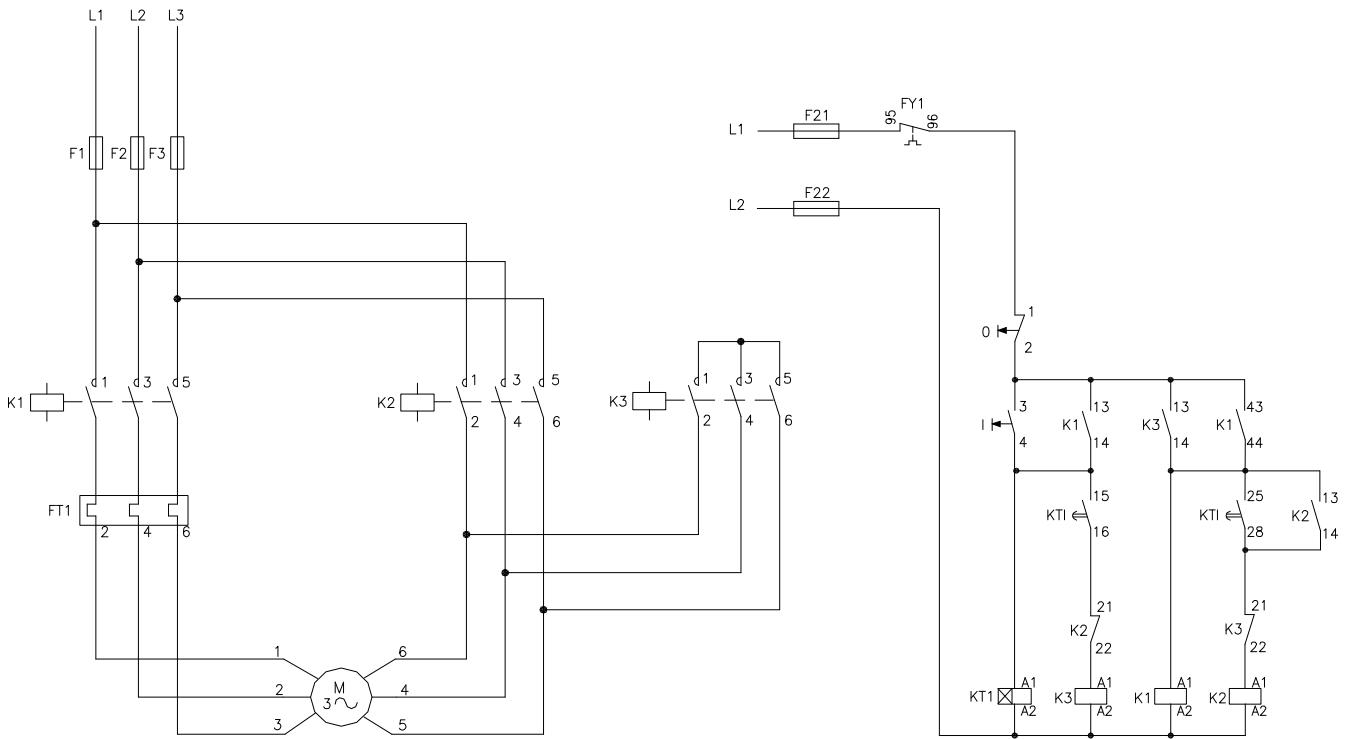 L1 L2 L3
F1 F2 F3
K1 1 3 5
K2 1 3 5
2 4 6
K3 1 3 5
2 4 6
FT1
2 4 6
1 6
2 M 4
3
3 5
L1 F21 95 FY1 96
L2 F22
O 1
2
I 3
4
K1 13
14
K3 13
14
K1 43
44
KTI 15
16
KTI 25
28
K2 13
14
K2 21
22
K3 21
22
KT1 A1
A2
K3 A1
A2
K1 A1
A2
K2 A1
A2